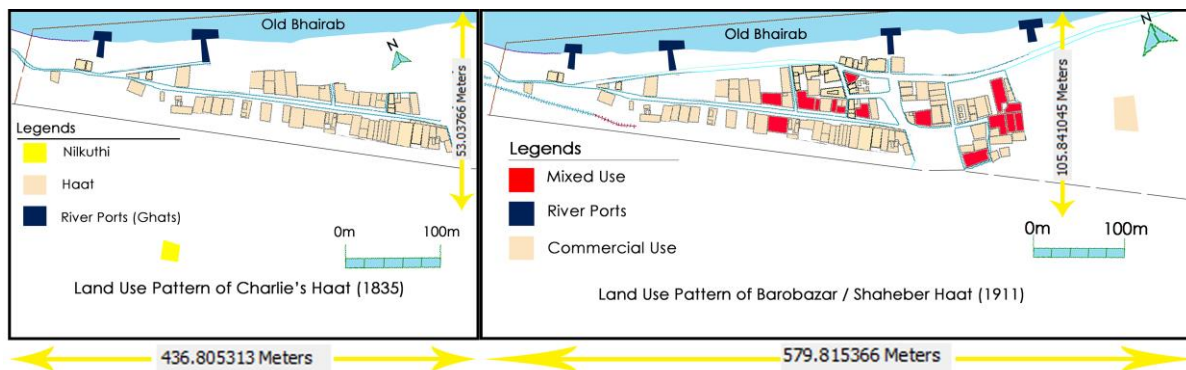 Old Bhairab
N
53.03766 Meters
Legends
Nilkuthi
Haat
River Ports (Ghats)
0m 100m
Land Use Pattern of Charlie's Haat (1835)
436.805313 Meters
Old Bhairab
N
105.8410445 Meters
Legends
Mixed Use
River Ports
Commercial Use
0m 100m
Land Use Pattern of Barobazar / Shaheber Haat (1911)
579.815366 Meters